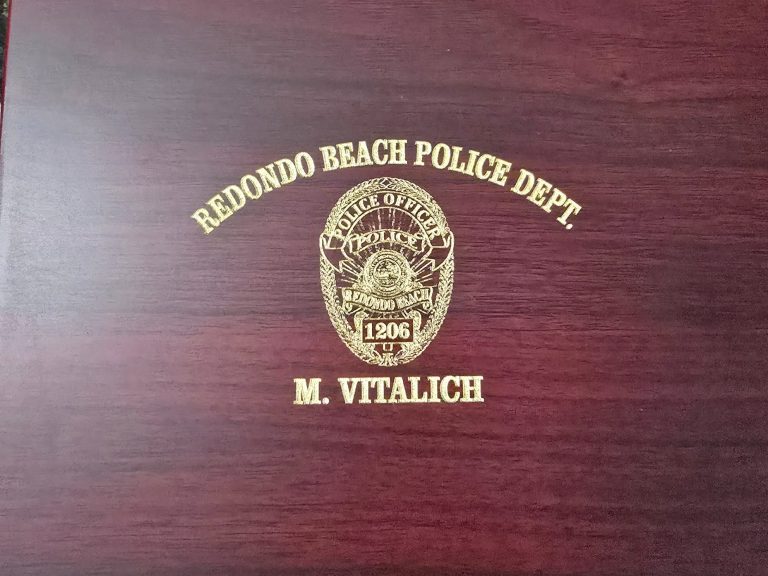 REDONDO BEACH POLICE DEPT.
POLICE OFFICER
POLICE
REDONDO BEACH
1206
M. VITALICH